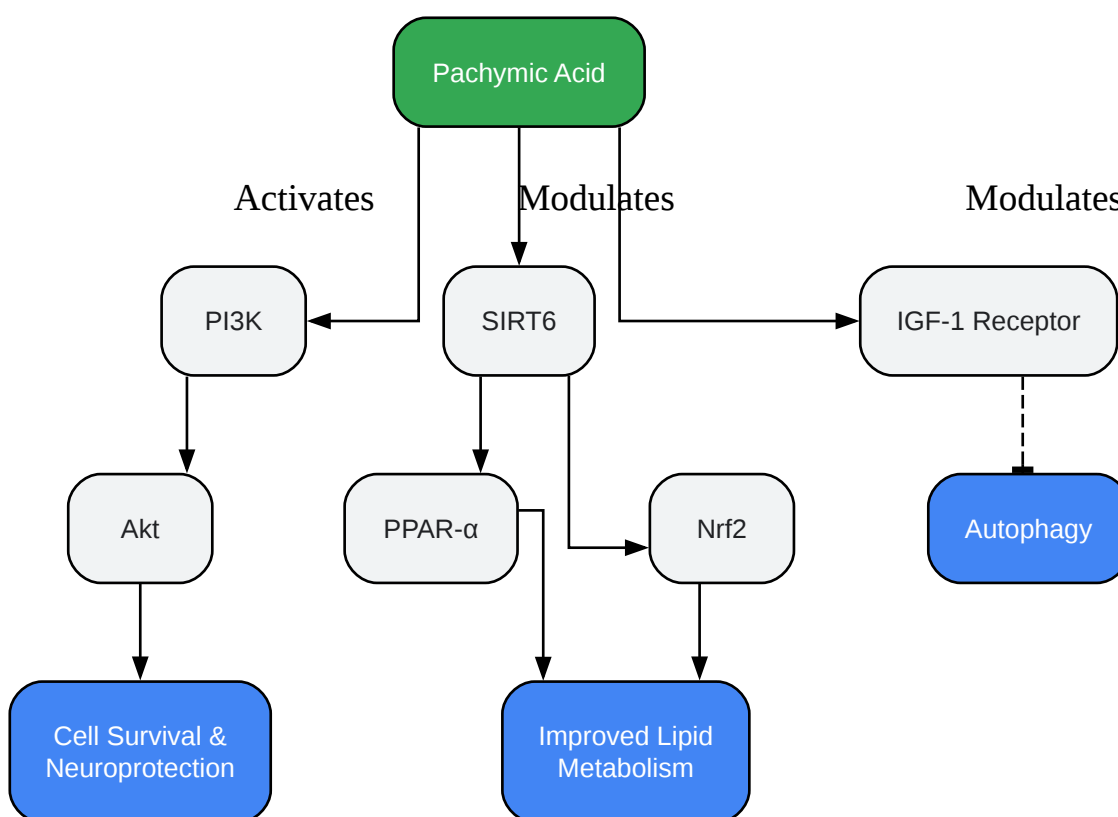 Pachymic Acid
Activates
Modulates
Modulates
PI3K
SIRT6
IGF-1 Receptor
Akt
PPAR-α
Nrf2
Autophagy
Cell Survival &
Neuroprotection
Improved Lipid
Metabolism